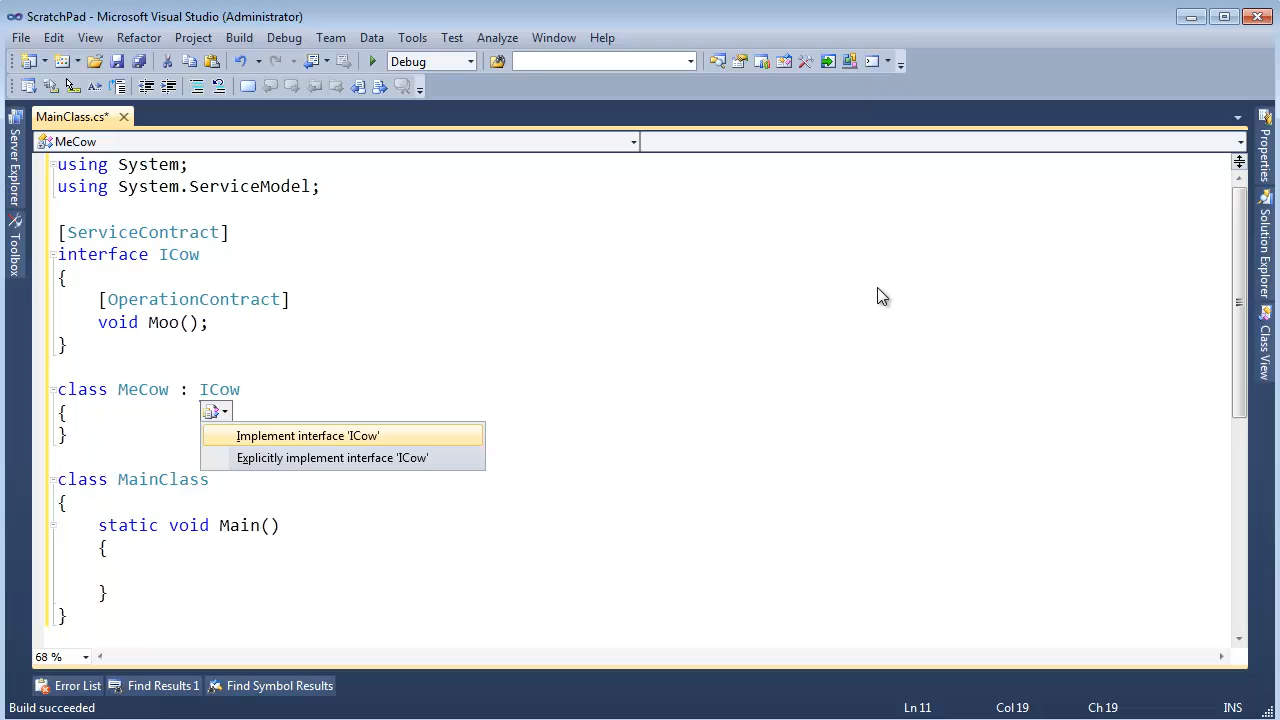 ScratchPad - Microsoft Visual Studio (Administrator)
File Edit View Refactor Project Build Debug Team Data Tools Test Analyze Window Help
Debug
MainClass.cs*
MeCow
Server Explorer
Toolbox
using System;
using System.ServiceModel;
[ServiceContract]
interface ICow
{
[OperationContract]
void Moo();
}
class MeCow : ICow
{
}
Implement interface 'ICow'
Explicitly implement interface 'ICow'
class MainClass
{
static void Main()
{
}
}
Properties
Solution Explorer
Class View
68 %
Error List Find Results 1 Find Symbol Results
Build succeeded Ln 11 Col 19 Ch 19 INS